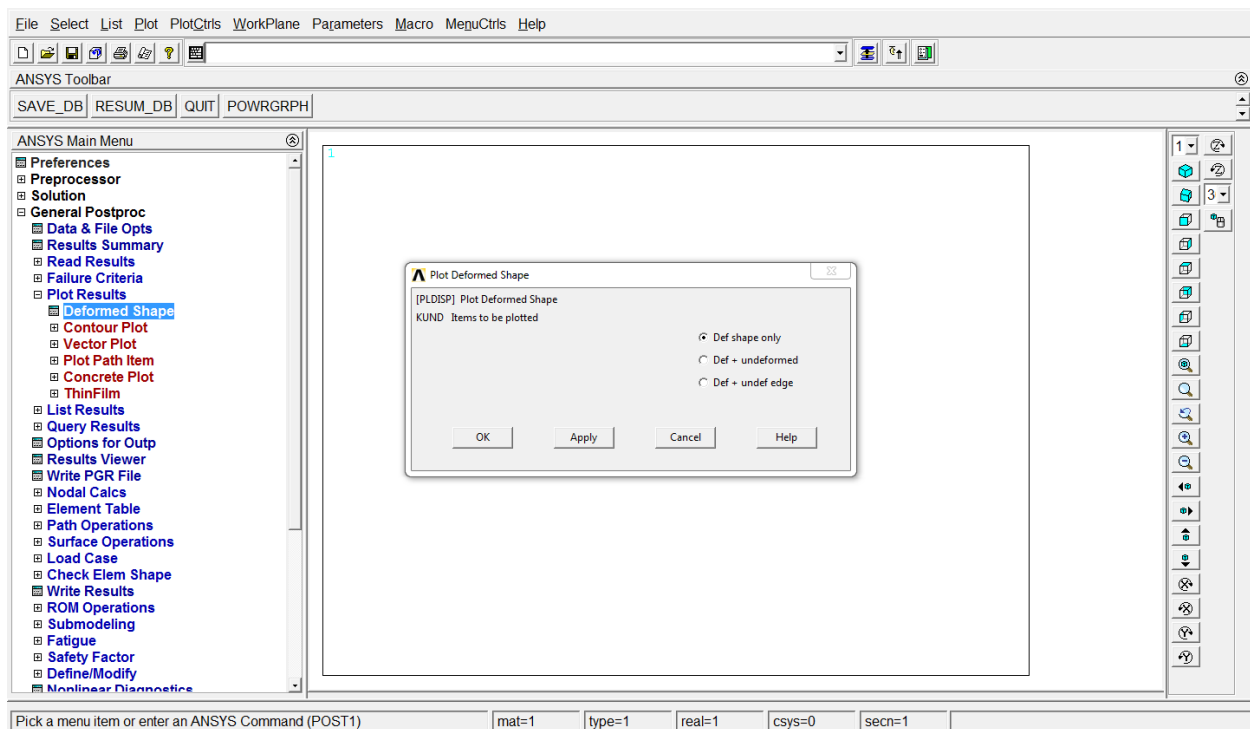 File Select List Plot PlotCtrls WorkPlane Parameters Macro MenuCtrls Help
ANSYS Toolbar
SAVE_DB RESUM_DB QUIT POWRGRPH
ANSYS Main Menu
Preferences
Preprocessor
Solution
General Postproc
Data & File Opts
Results Summary
Read Results
Failure Criteria
Plot Results
Deformed Shape
Contour Plot
Vector Plot
Plot Path Item
Concrete Plot
ThinFilm
List Results
Query Results
Options for Outp
Results Viewer
Write PGR File
Nodal Calcs
Element Table
Path Operations
Surface Operations
Load Case
Check Elem Shape
Write Results
ROM Operations
Submodeling
Fatigue
Safety Factor
Define/Modify
Nonlinear Diagnostics
1
Plot Deformed Shape
[PLDISP] Plot Deformed Shape
KUND Items to be plotted
Def shape only
Def + undeformed
Def + undef edge
OK Apply Cancel Help
1
3
Pick a menu item or enter an ANSYS Command (POST1) mat=1 type=1 real=1 csys=0 secn=1